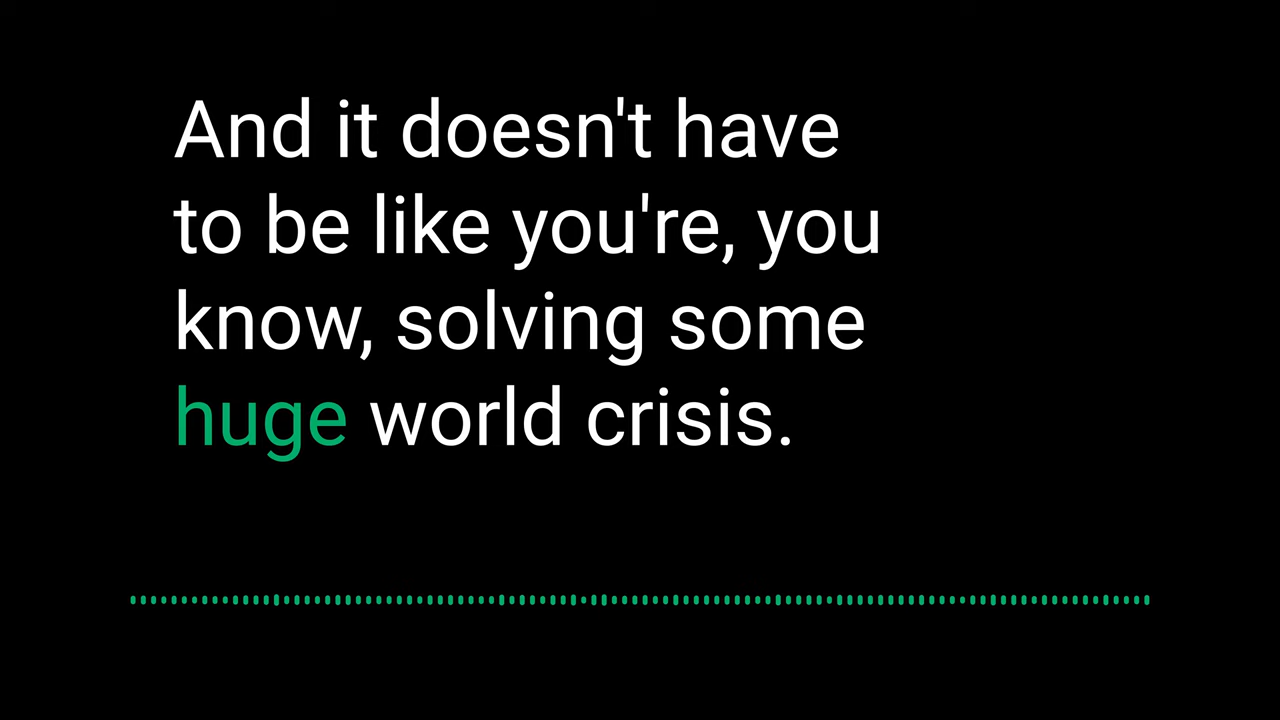 And it doesn't have
to be like you're, you
know, solving some
huge world crisis.